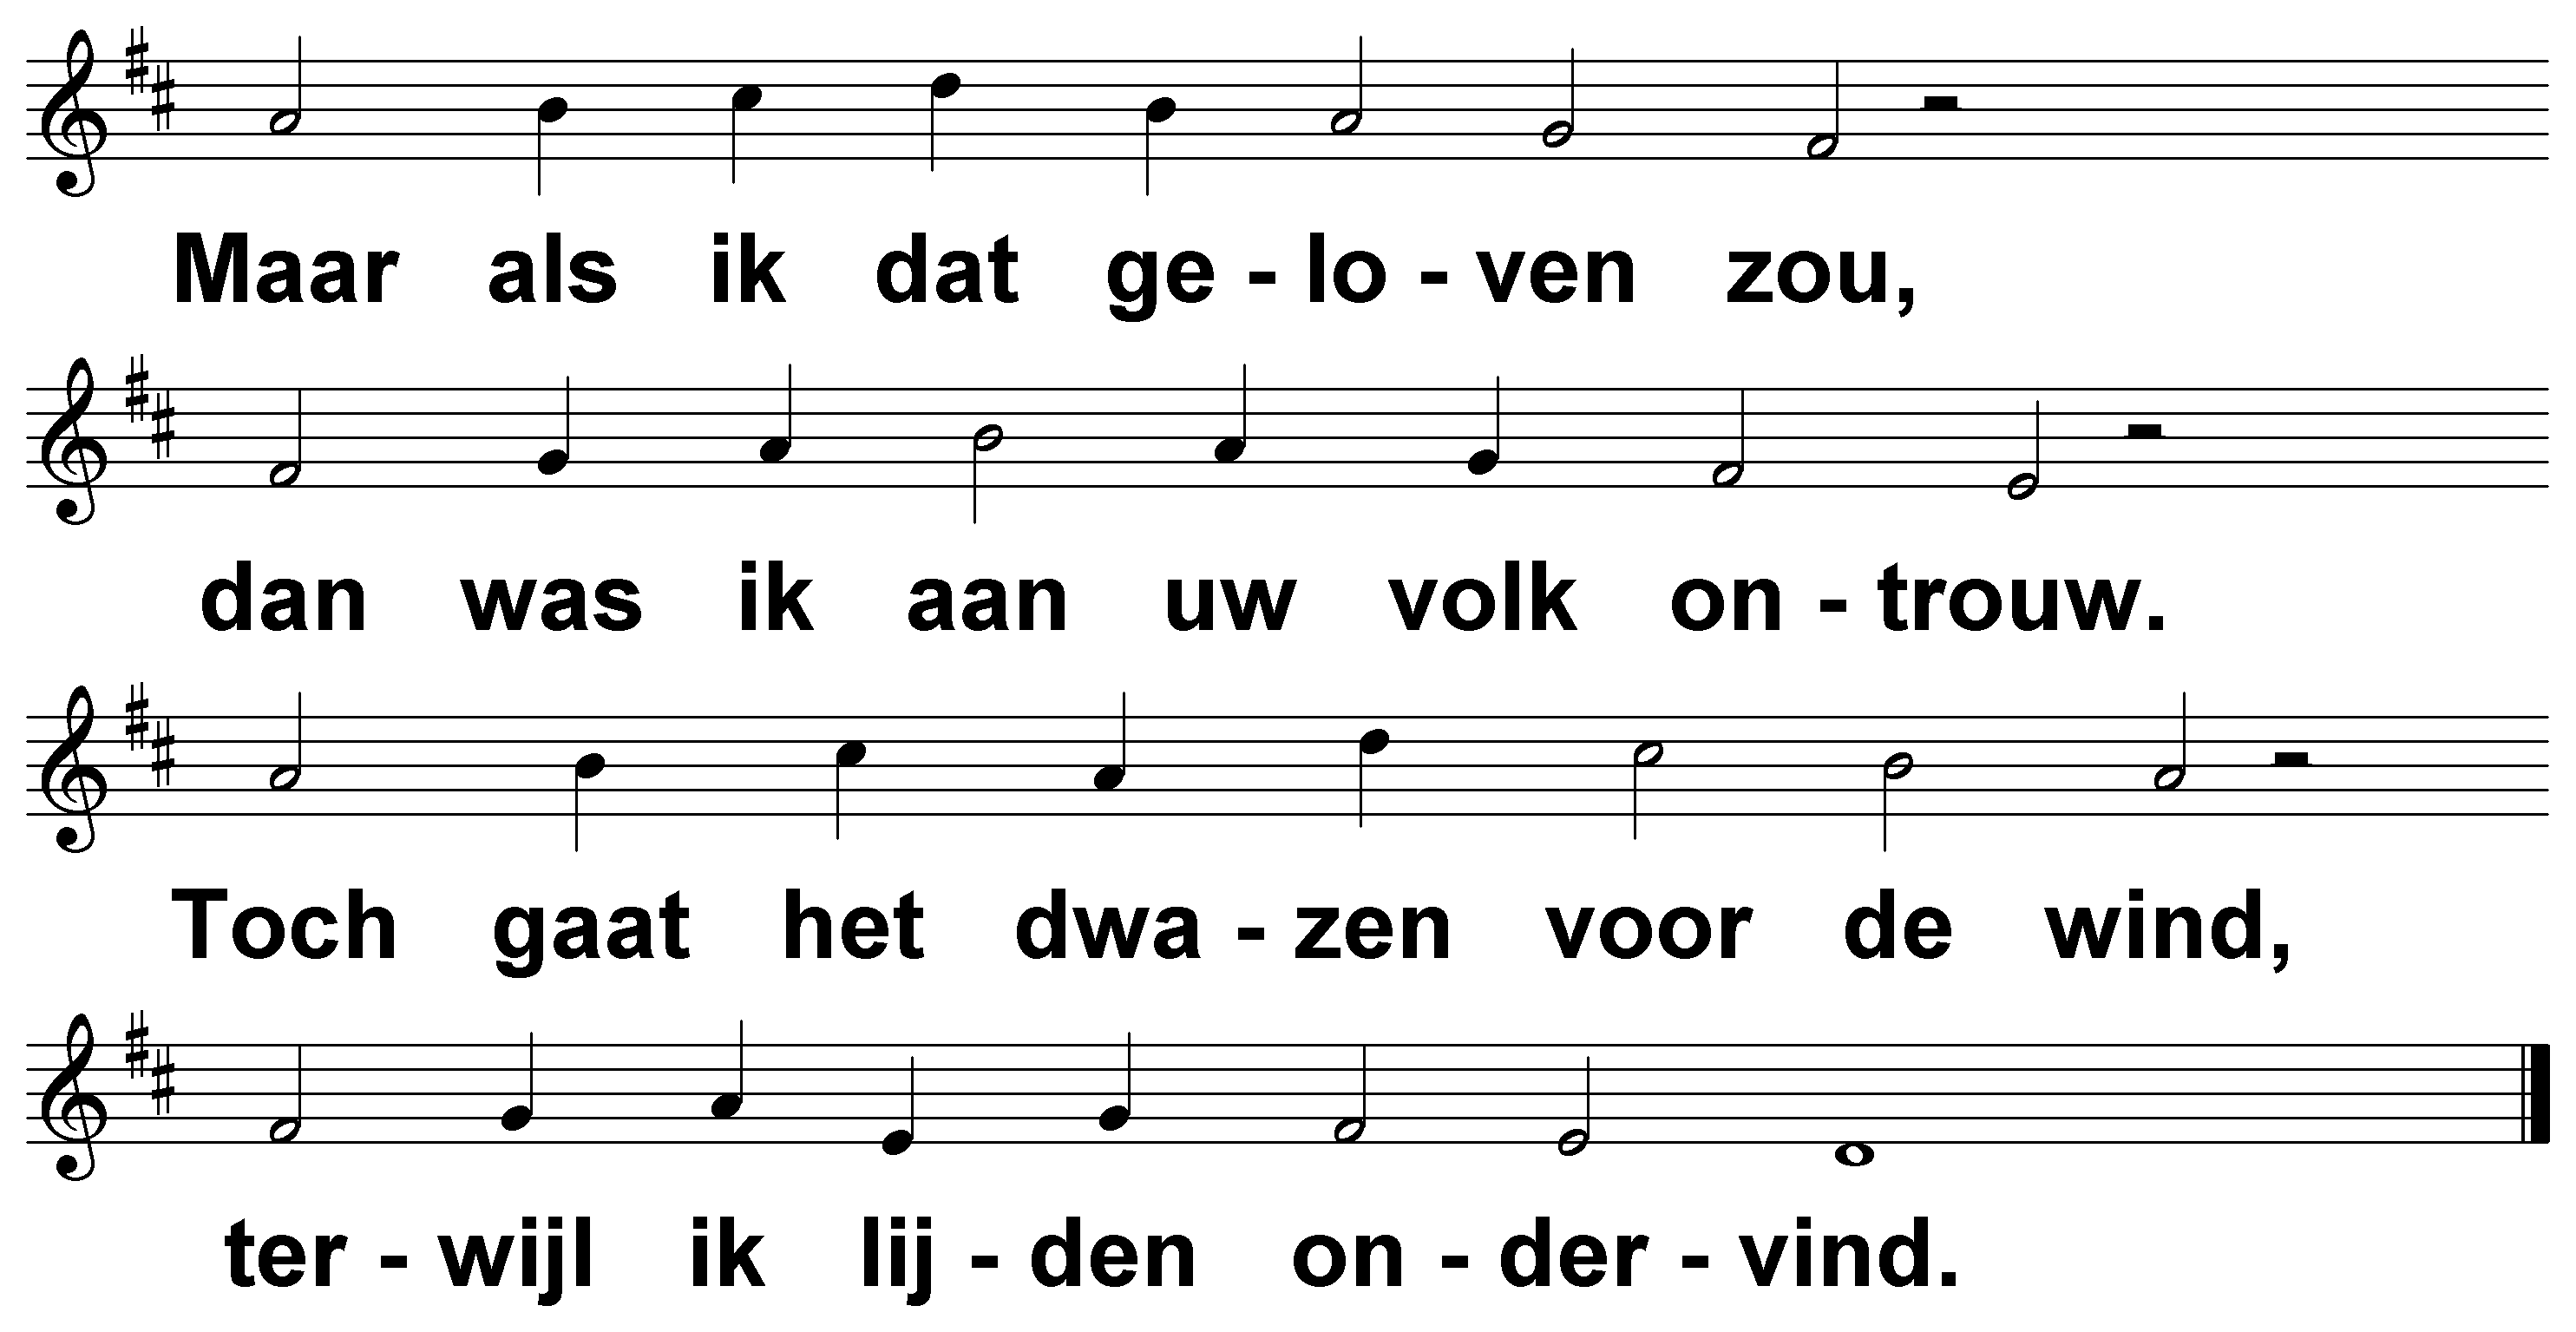 Maar als ik dat ge - lo - ven zou,
dan was ik aan uw volk on - trouw.
Toch gaat het dwa - zen voor de wind,
ter - wijl ik lij - den on - der - vind.